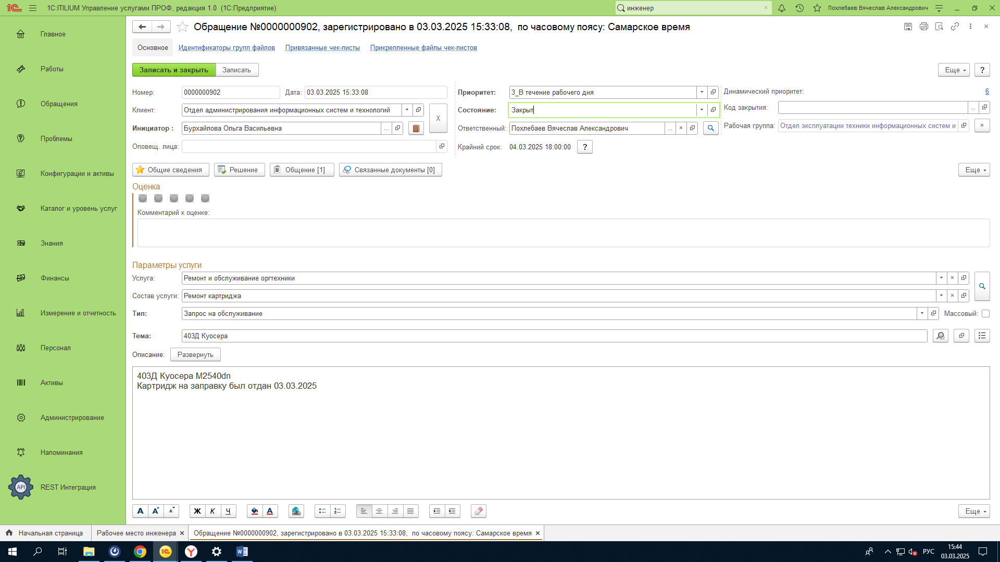 1С:ITILIUM Управление услугами ПРОФ, редакция 1.0 (1С:Предприятие)
инженер
Похлебаев Вячеслав Александрович
Главное
Работы
Обращения
Проблемы
Конфигурации и активы
Каталог и уровень услуг
Знания
Финансы
Измерение и отчетность
Персонал
Активы
Администрирование
Напоминания
API
REST Интеграция
Обращение №0000000902, зарегистрировано в 03.03.2025 15:33:08, по часовому поясу: Самарское время
Основное Идентификаторы групп файлов Привязанные чек-листы Прикрепленные файлы чек-листов
Записать и закрыть Записать Еще ?
Номер: 0000000902 Дата: 03.03.2025 15:33:08 Приоритет: 3_В течение рабочего дня Динамический приоритет: 6
Клиент: Отдел администрирования информационных систем и технологий X Состояние: Закрыт Код закрытия: ...
Инициатор : Бурхайлова Ольга Васильевна ... Ответственный: Похлебаев Вячеслав Александрович ... Рабочая группа: Отдел эксплуатации техники информационных систем и
Оповещ. лица: Крайний срок: 04.03.2025 18:00:00 ?
Общие сведения Решение Общение [1] Связанные документы [0] Еще
Оценка
Комментарий к оценке:
Параметры услуги
Услуга: Ремонт и обслуживание оргтехники
Состав услуги: Ремонт картриджа
Тип: Запрос на обслуживание Массовый:
Тема: 403Д Куосера
Описание: Развернуть
403Д Куосера M2540dn
Картридж на заправку был отдан 03.03.2025
А А А Ж К Ч А Еще
Начальная страница Рабочее место инженера Обращение №0000000902, зарегистрировано в 03.03.2025 15:33:08, по часовому поясу: Самарское время
РУС
15:44
03.03.2025